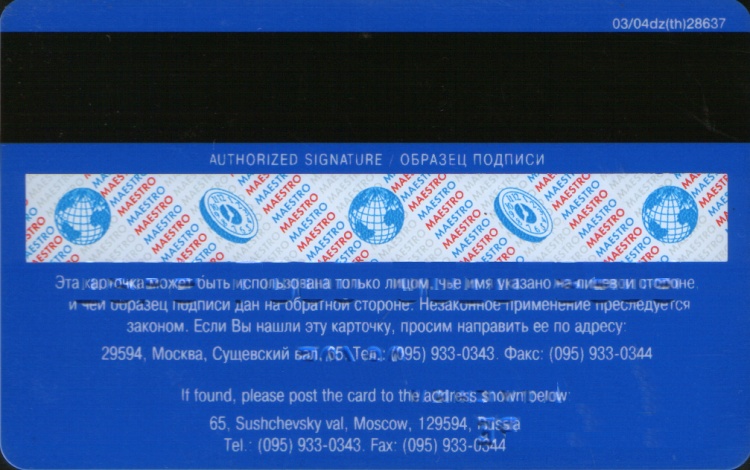 03/04dz(th)28637
AUTHORIZED SIGNATURE / ОБРАЗЕЦ ПОДПИСИ
MAESTRO MAESTRO MAESTRO MAESTRO MAESTRO
Эта карточка может быть использована только лицом, чье имя указано на лицевой стороне
и чей образец подписи дан на обратной стороне. Незаконное применение преследуется
законом. Если Вы нашли эту карточку, просим направить ее по адресу:
29594, Москва, Сущевский вал, 65. Тел.: (095) 933-0343. Факс: (095) 933-0344
If found, please post the card to the address shown below
65, Sushchevsky val, Moscow, 129594, Russia
Tel.: (095) 933-0343. Fax: (095) 933-0344